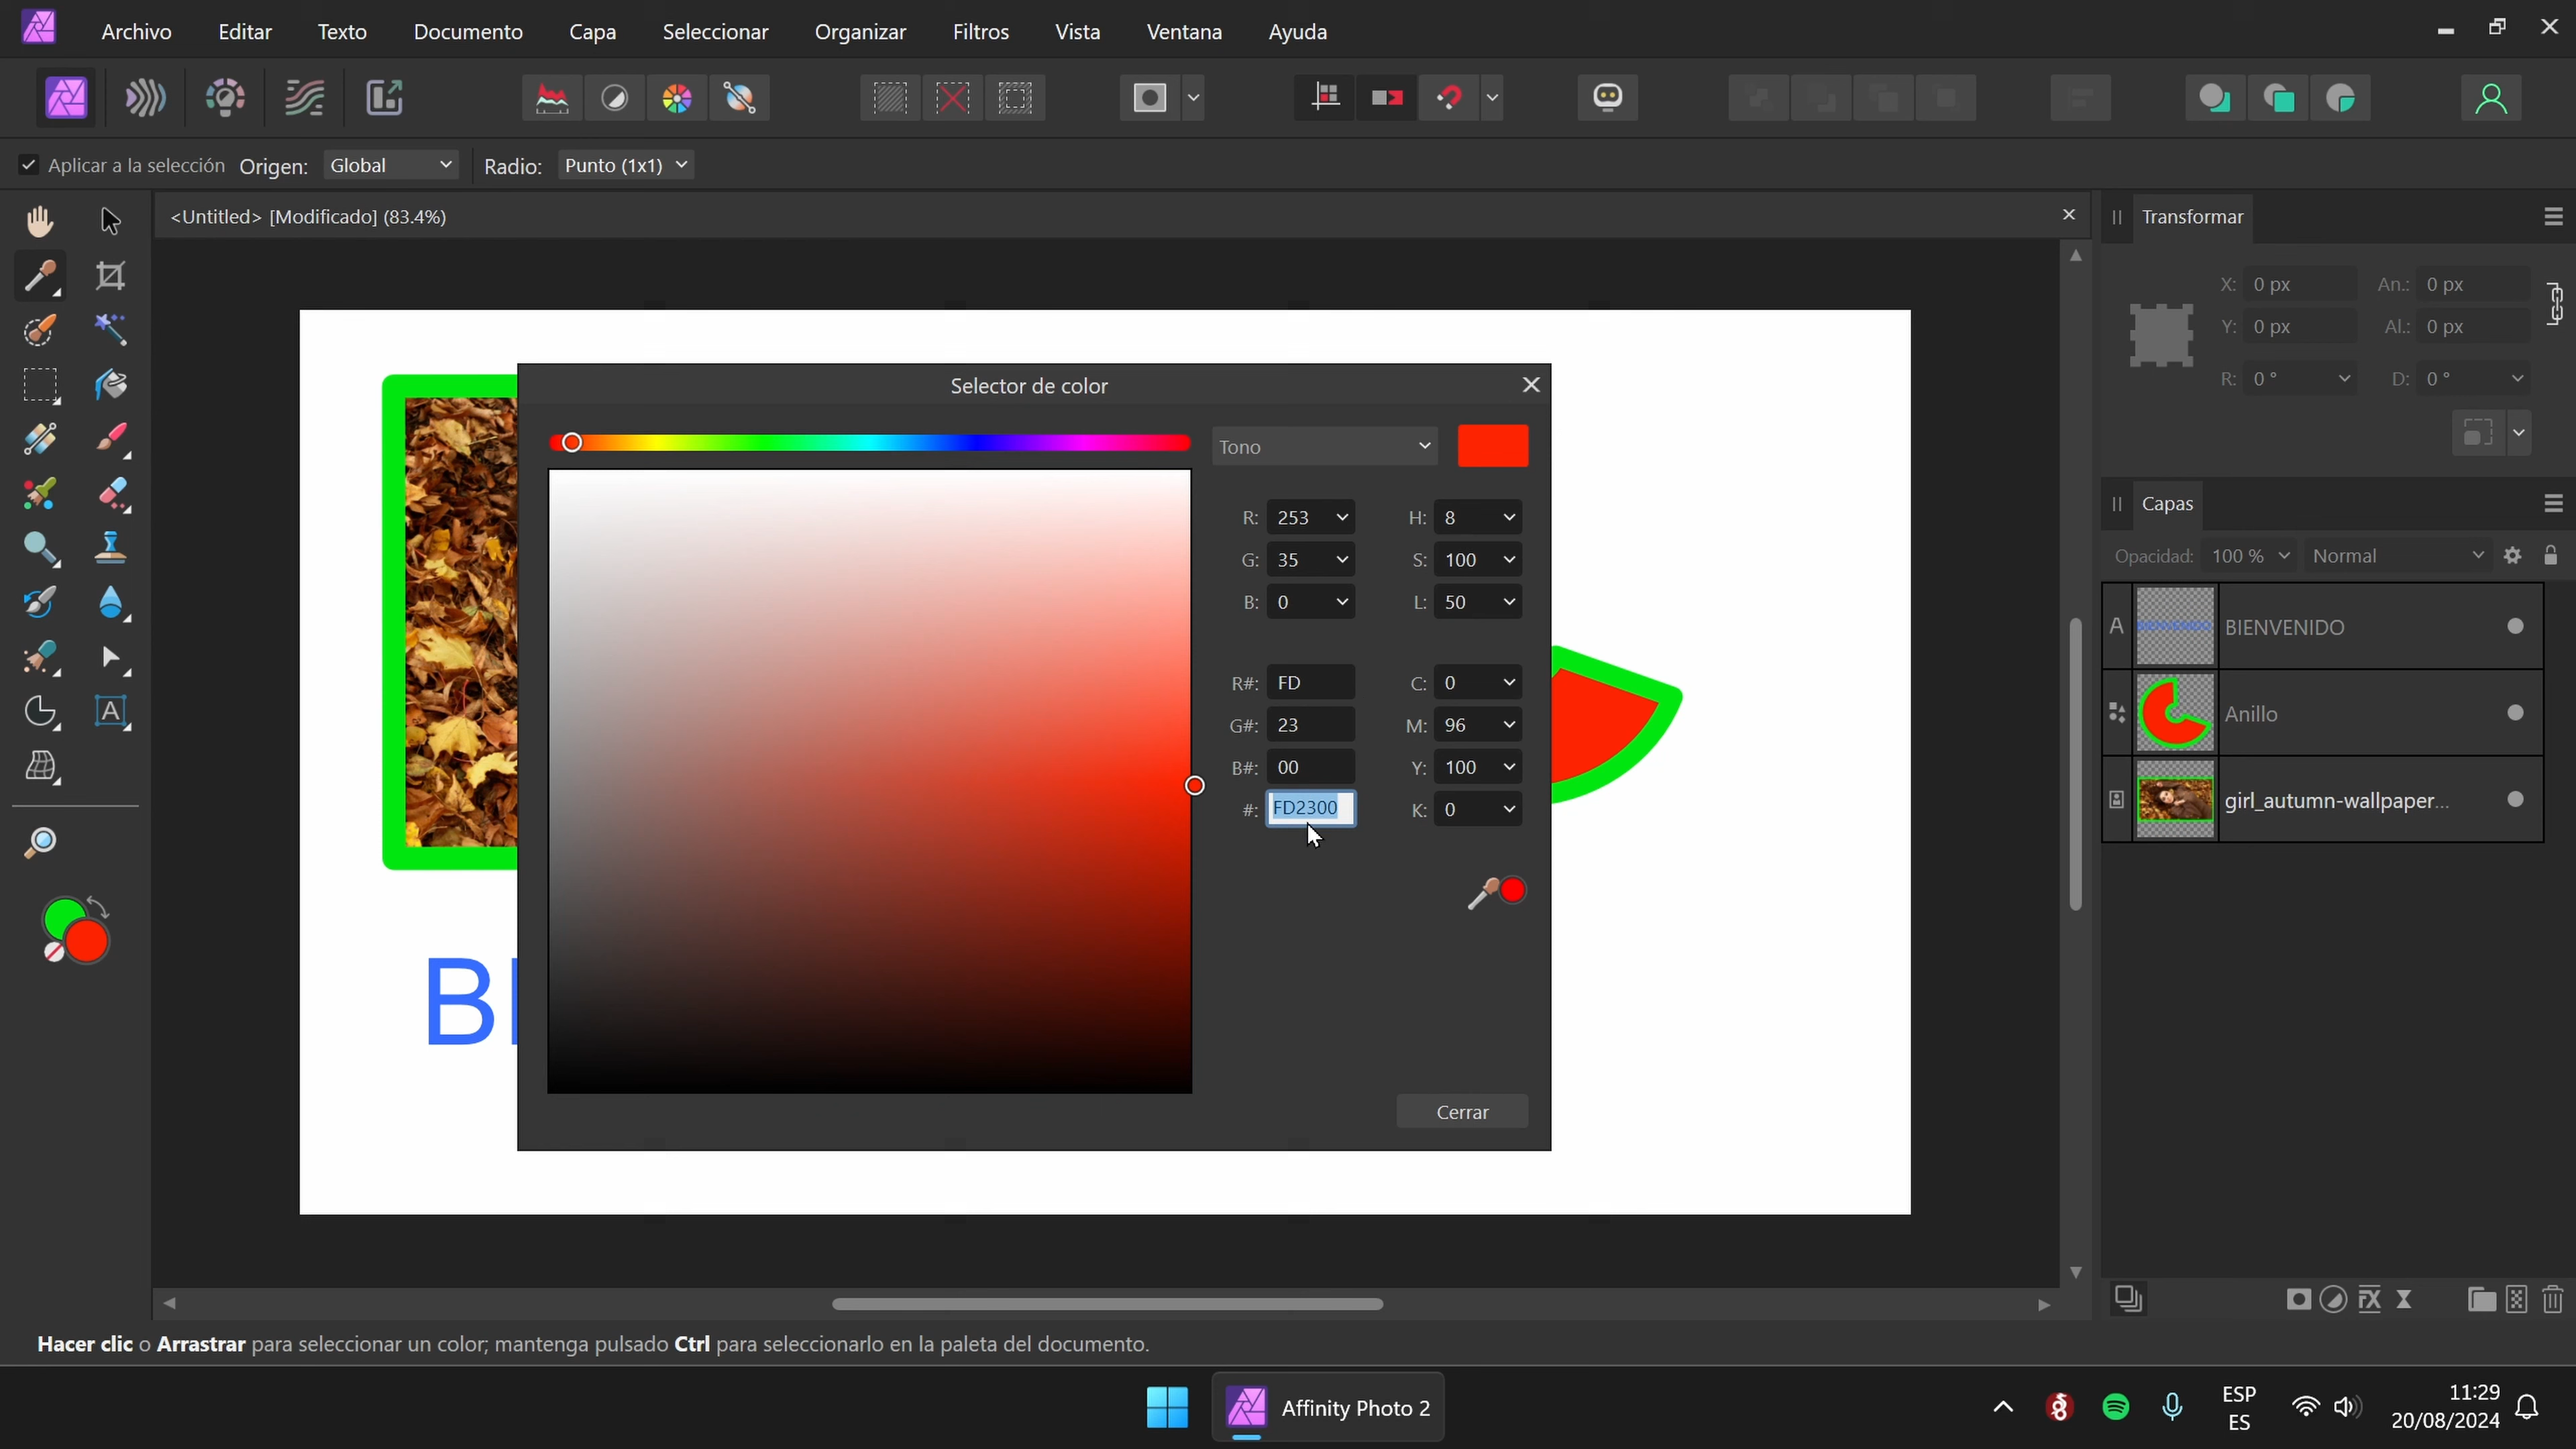 Archivo Editar Texto Documento Capa Seleccionar Organizar Filtros Vista Ventana Ayuda
Aplicar a la selección Origen: Global Radio: Punto (1x1)
<Untitled> [Modificado] (83.4%)
Transformar
X: 0 px An.: 0 px
Y: 0 px Al.: 0 px
R: 0 ° D: 0 °
Selector de color
Tono
R: 253 H: 8
G: 35 S: 100
B: 0 L: 50
R#: FD C: 0
G#: 23 M: 96
B#: 00 Y: 100
#: FD2300 K: 0
Cerrar
B
Capas
Opacidad: 100 % Normal
A BIENVENIDO BIENVENIDO
Anillo
girl_autumn-wallpaper...
A
FX
Hacer clic o Arrastrar para seleccionar un color; mantenga pulsado Ctrl para seleccionarlo en la paleta del documento.
Affinity Photo 2
ESP
ES
11:29
20/08/2024